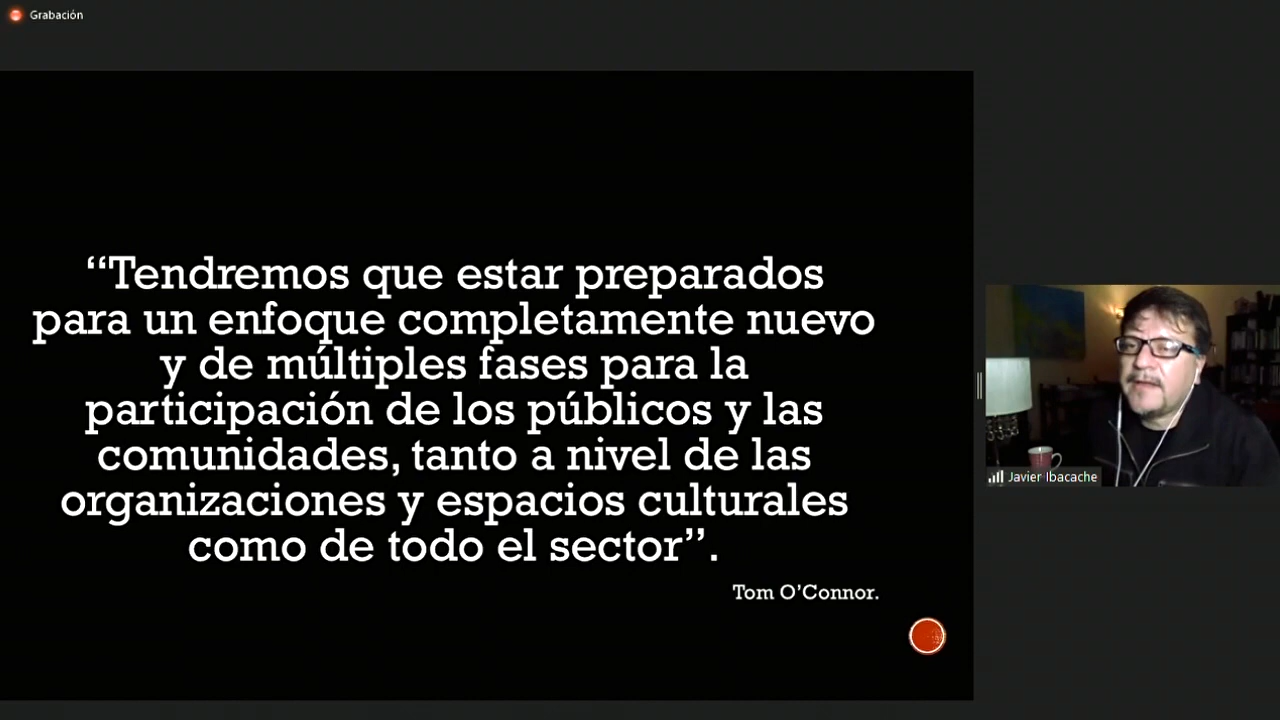 Grabación
“Tendremos que estar preparados
para un enfoque completamente nuevo
y de múltiples fases para la
participación de los públicos y las
comunidades, tanto a nivel de las
organizaciones y espacios culturales
como de todo el sector”.
Tom O’Connor.
Javier Ibacache